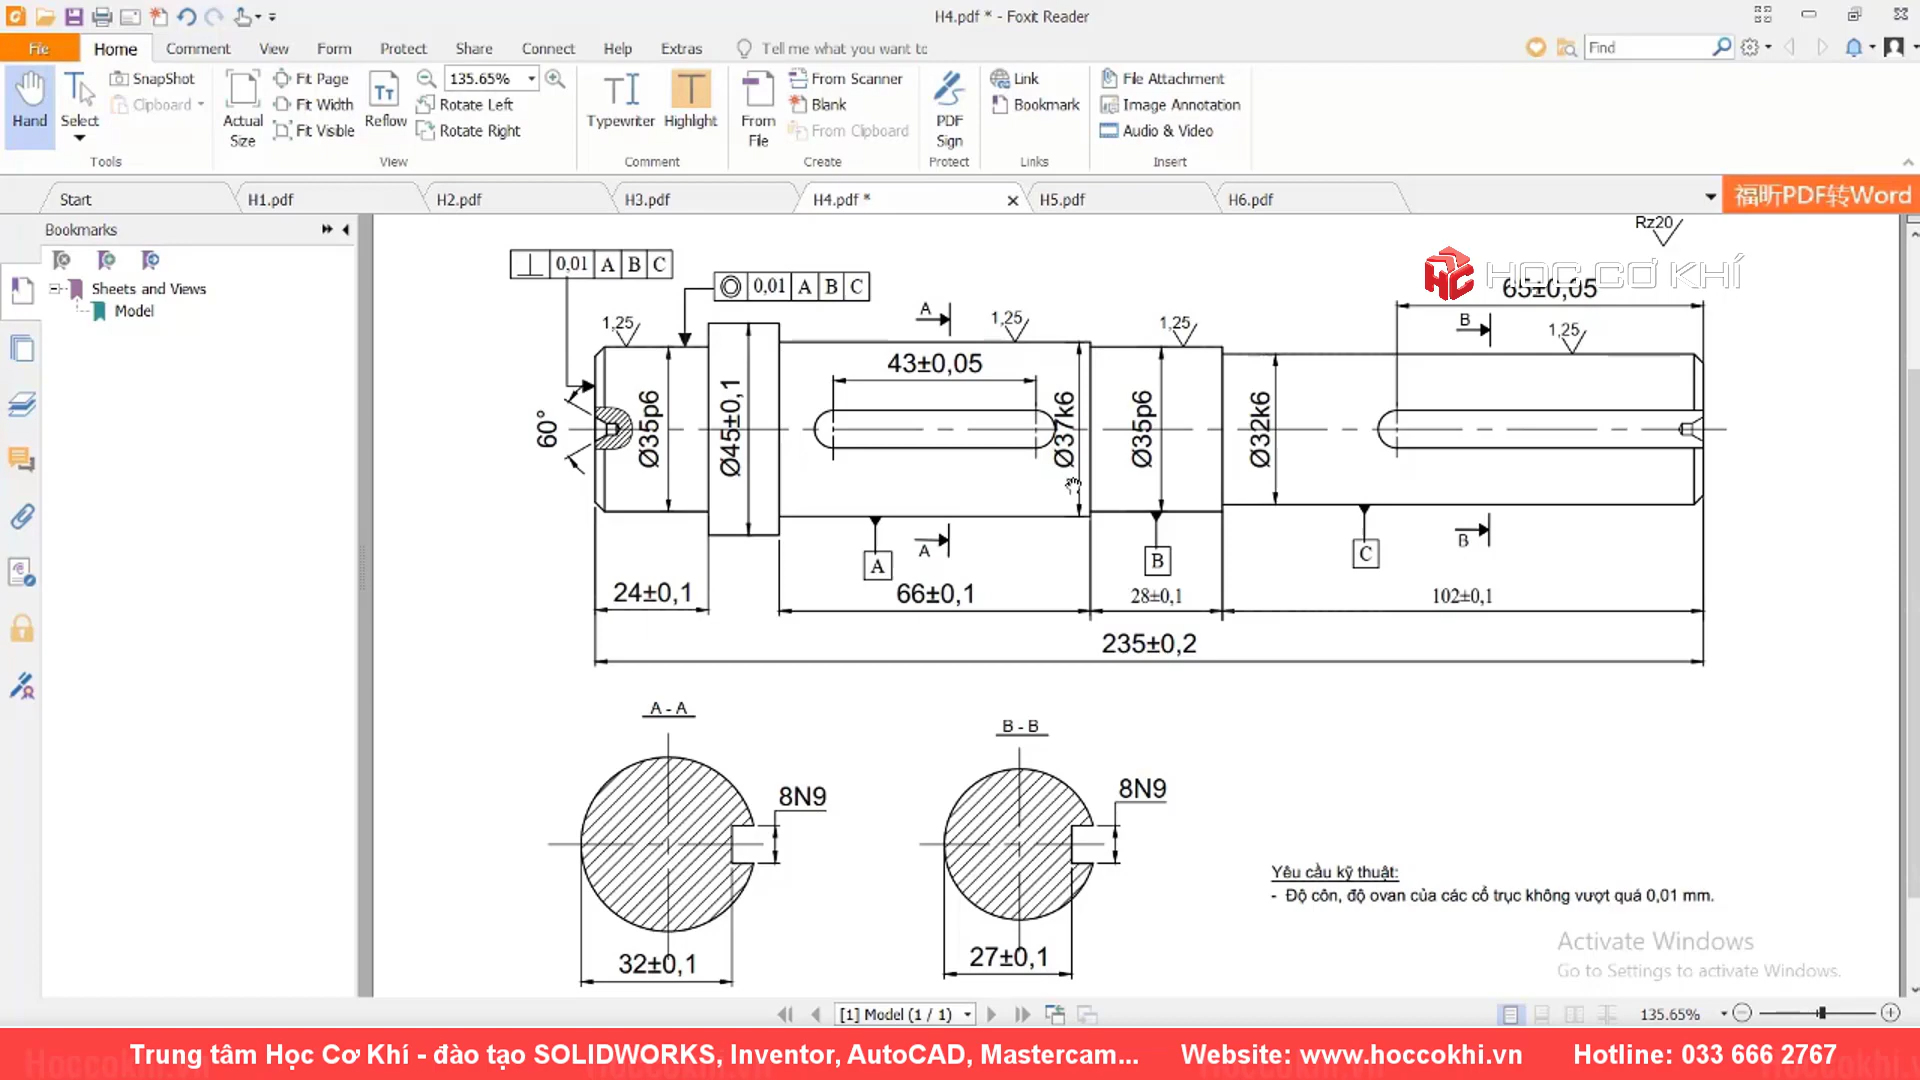 H4.pdf * - Foxit Reader
File Home Comment View Form Protect Share Connect Help Extras Tell me what you want to Find
Hand
Select
SnapShot
Clipboard
Tools
Actual Size
Fit Page
Fit Width
Fit Visible
Reflow
135.65%
Rotate Left
Rotate Right
View
Typewriter
Highlight
Comment
From File
From Scanner
Blank
From Clipboard
Create
PDF Sign
Protect
Link
Bookmark
Links
File Attachment
Image Annotation
Audio & Video
Insert
Start H1.pdf H2.pdf H3.pdf H4.pdf * H5.pdf H6.pdf 福昕PDF转Word
Bookmarks
Sheets and Views
Model
Rz20
HỌC CƠ KHÍ
⊥ 0,01 A B C
◎ 0,01 A B C
65±0,05
A
B
1,25
1,25
1,25
1,25
43±0,05
60°
Ø35p6
Ø45±0,1
Ø37k6
Ø35p6
Ø32k6
A
B
A
B
C
24±0,1
66±0,1
28±0,1
102±0,1
235±0,2
A - A
B - B
8N9
8N9
32±0,1
27±0,1
Yêu cầu kỹ thuật:
- Độ côn, độ ovan của các cổ trục không vượt quá 0,01 mm.
Activate Windows
Go to Settings to activate Windows.
[1] Model (1 / 1)
135.65%
Trung tâm Học Cơ Khí - đào tạo SOLIDWORKS, Inventor, AutoCAD, Mastercam... Website: www.hoccokhi.vn Hotline: 033 666 2767